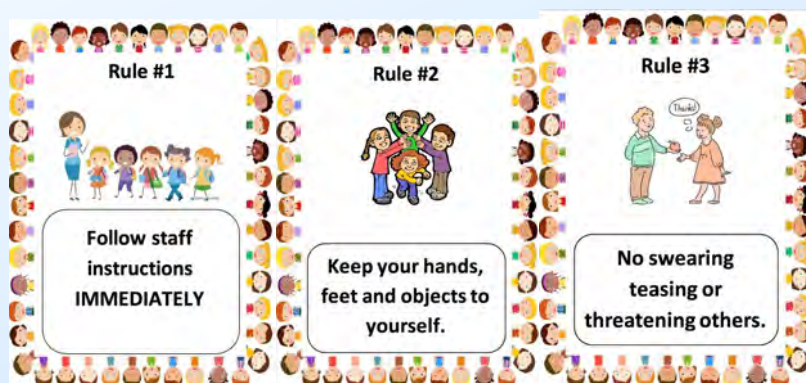 Rule #1
Follow staff
instructions
IMMEDIATELY
Rule #2
Keep your hands,
feet and objects to
yourself.
Rule #3
Thanks!
No swearing
teasing or
threatening others.